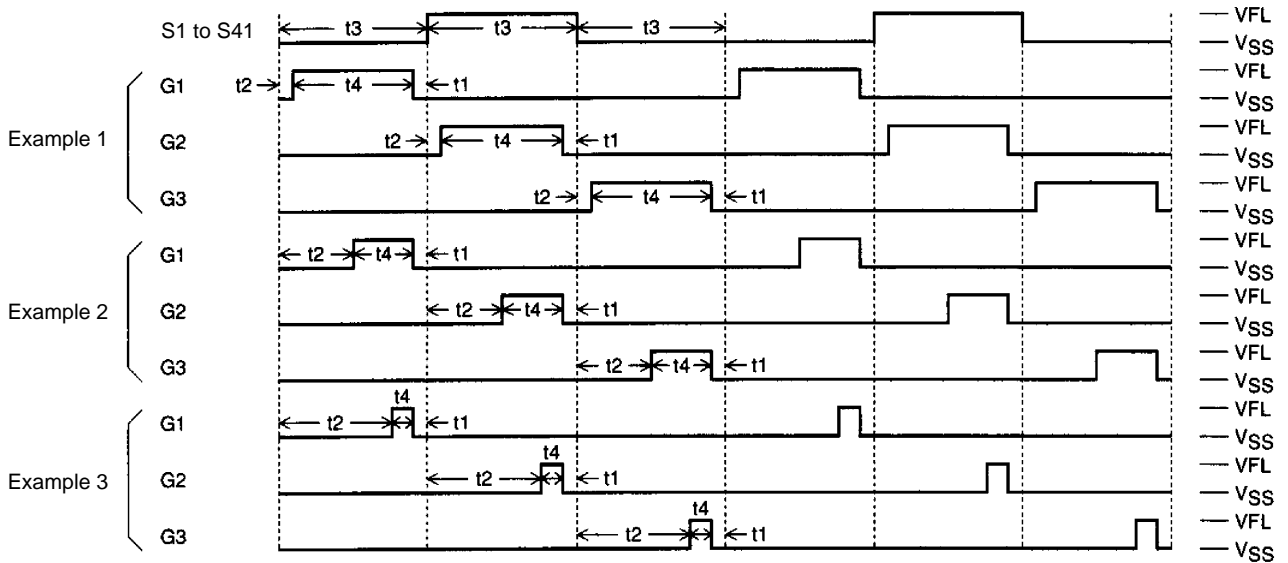 S1 to S41 t3 t3 t3 VFL
VSS
Example 1
G1 t2 t4 t1 VFL
VSS
G2 t2 t4 t1 VFL
VSS
G3 t2 t4 t1 VFL
VSS
Example 2
G1 t2 t4 t1 VFL
VSS
G2 t2 t4 t1 VFL
VSS
G3 t2 t4 t1 VFL
VSS
Example 3
G1 t2 t4 t1 VFL
VSS
G2 t2 t4 t1 VFL
VSS
G3 t2 t4 t1 VFL
VSS